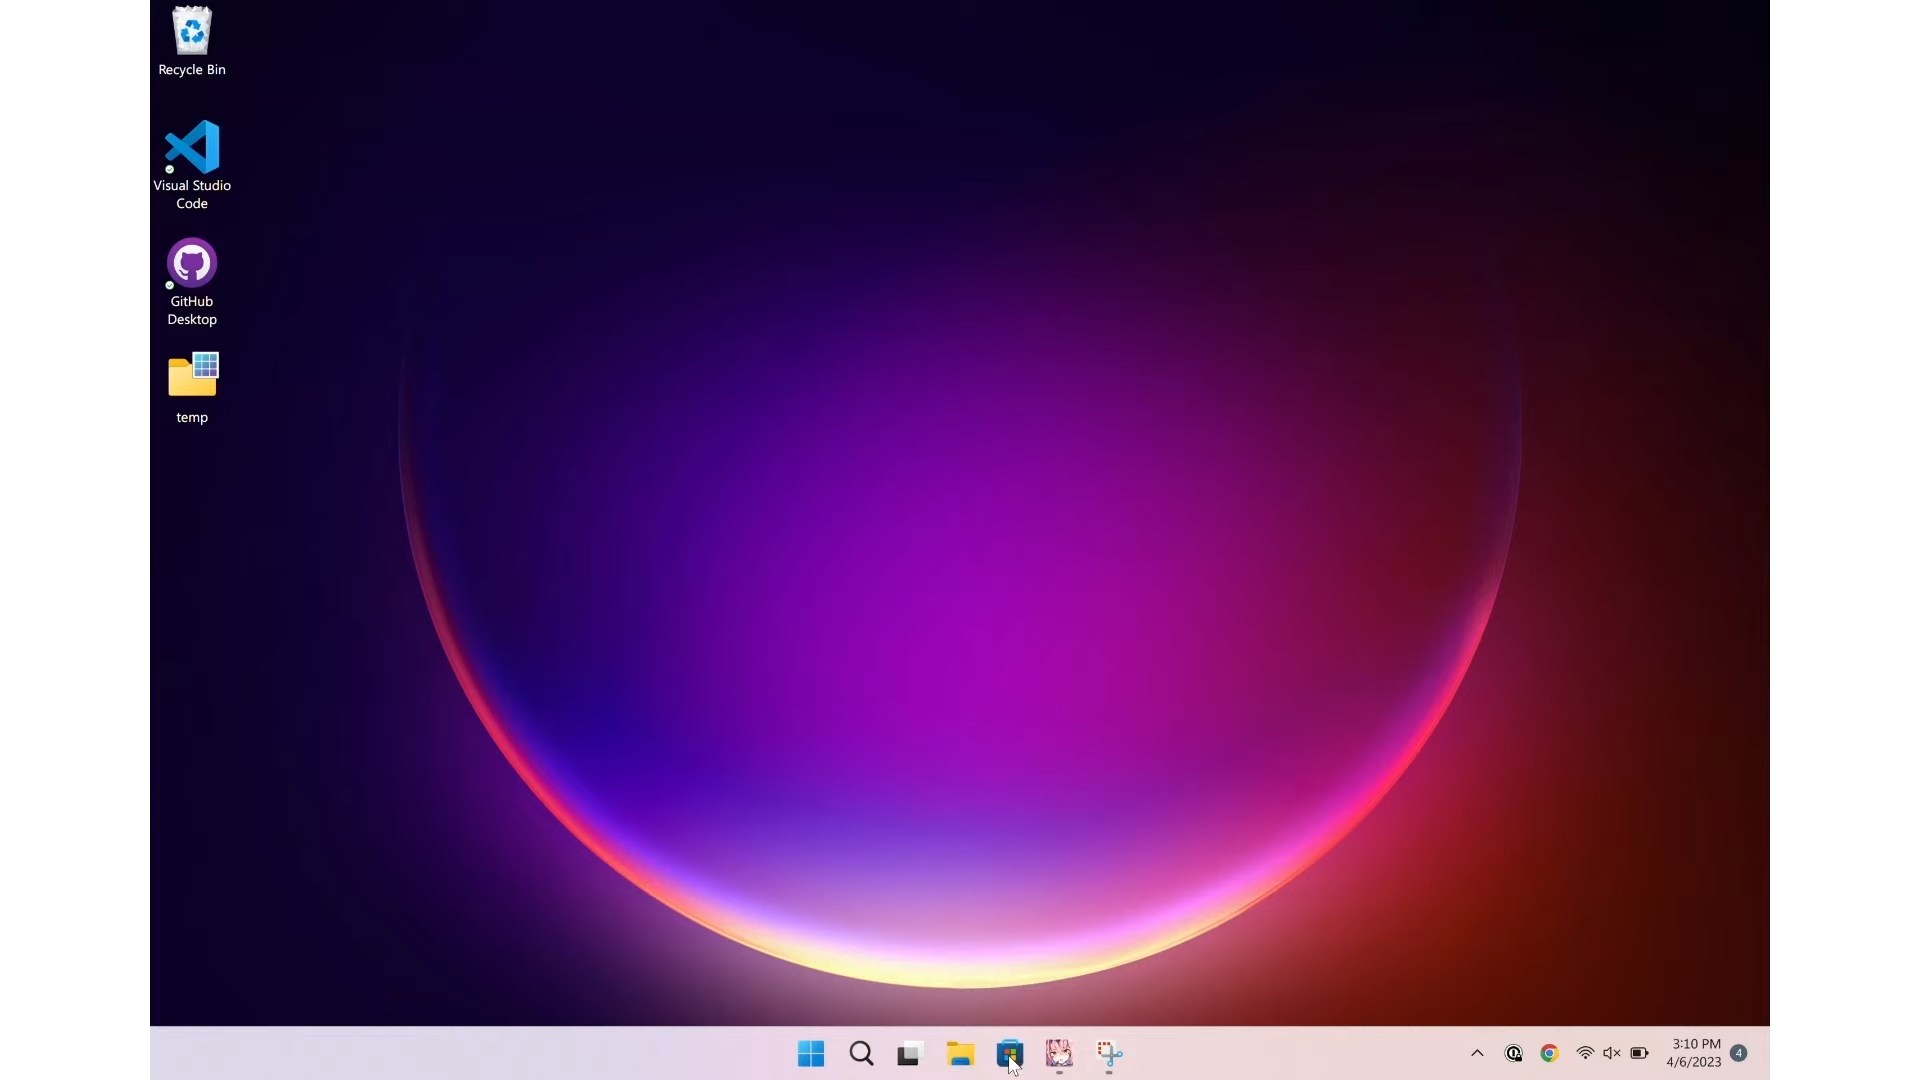 Recycle Bin
Visual Studio
Code
GitHub
Desktop
temp
3:10 PM
4/6/2023
4